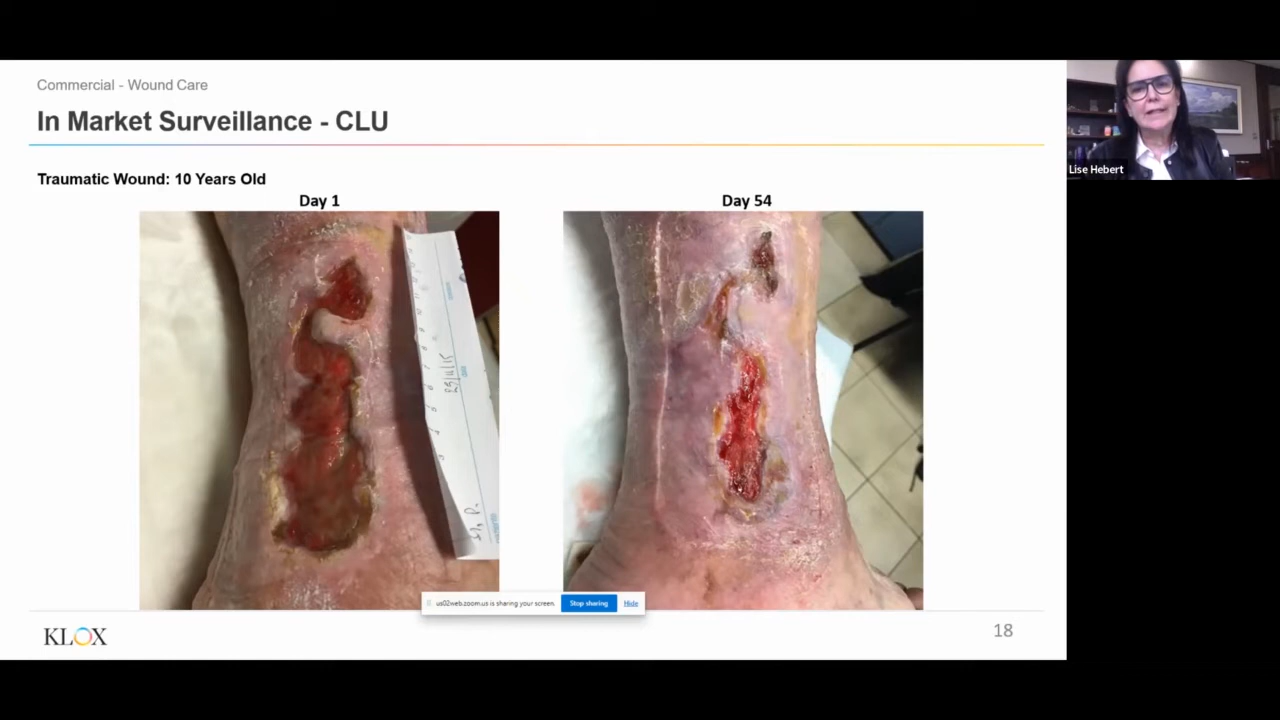 Commercial - Wound Care
In Market Surveillance - CLU
Traumatic Wound: 10 Years Old
Day 1
Day 54
us02web.zoom.us is sharing your screen.
Stop sharing
Hide
KLOX
18
Lise Hebert